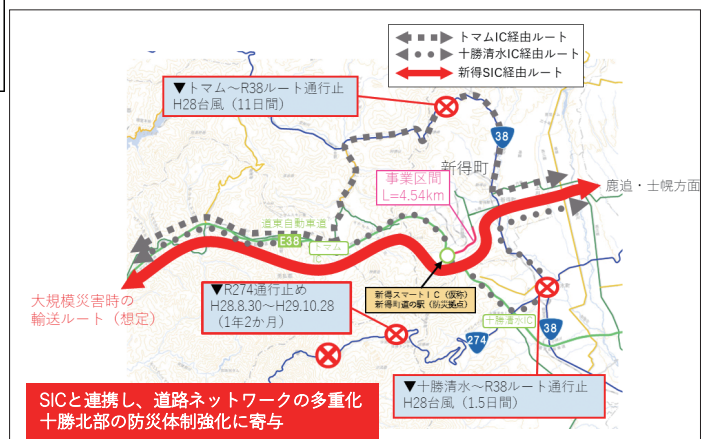 トマムIC経由ルート
十勝清水IC経由ルート
新得SIC経由ルート
▼トマム～R38ルート通行止
H28台風（11日間）
38
新得町
事業区間
L=4.54km
鹿追・士幌方面
道東自動車道
E38
トマム
IC
大規模災害時の
輸送ルート（想定）
▼R274通行止め
H28.8.30～H29.10.28
（1年2か月）
新得スマートIC（仮称）
新得町道の駅（防災拠点）
十勝清水IC
38
274
▼十勝清水～R38ルート通行止
H28台風（1.5日間）
SICと連携し、道路ネットワークの多重化
十勝北部の防災体制強化に寄与